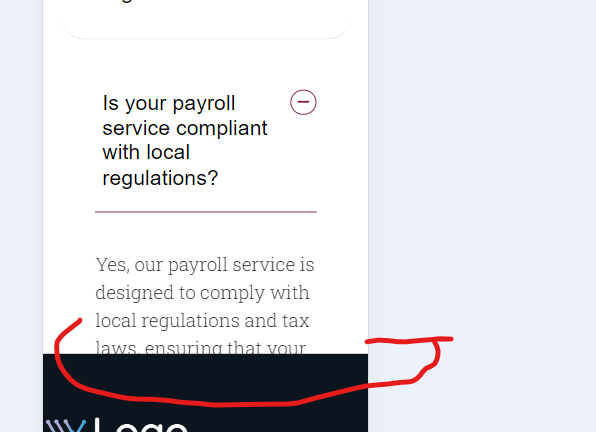 Is your payroll
service compliant
with local
regulations?
Yes, our payroll service is
designed to comply with
local regulations and tax
laws, ensuring that your
Logo